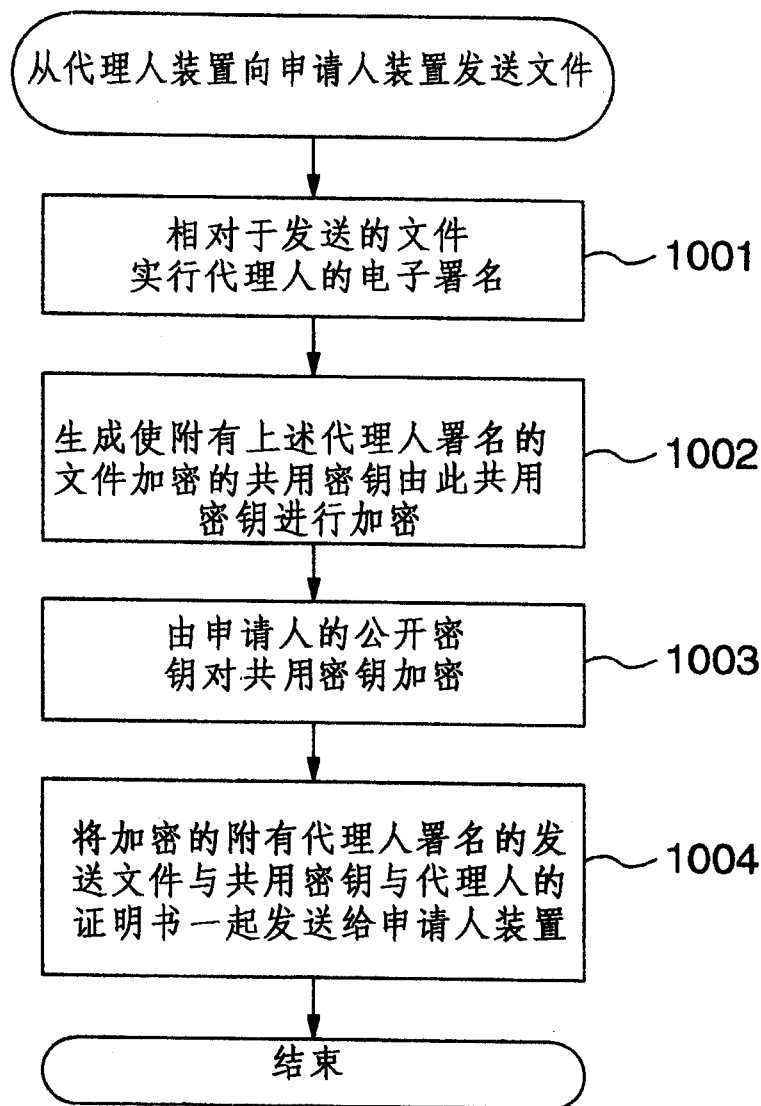 从代理人装置向申请人装置发送文件
相对于发送的文件
实行代理人的电子署名
1001
生成使附有上述代理人署名的
文件加密的共用密钥由此共用
密钥进行加密
1002
由申请人的公开密
钥对共用密钥加密
1003
将加密的附有代理人署名的发
送文件与共用密钥与代理人的
证明书一起发送给申请人装置
1004
结束